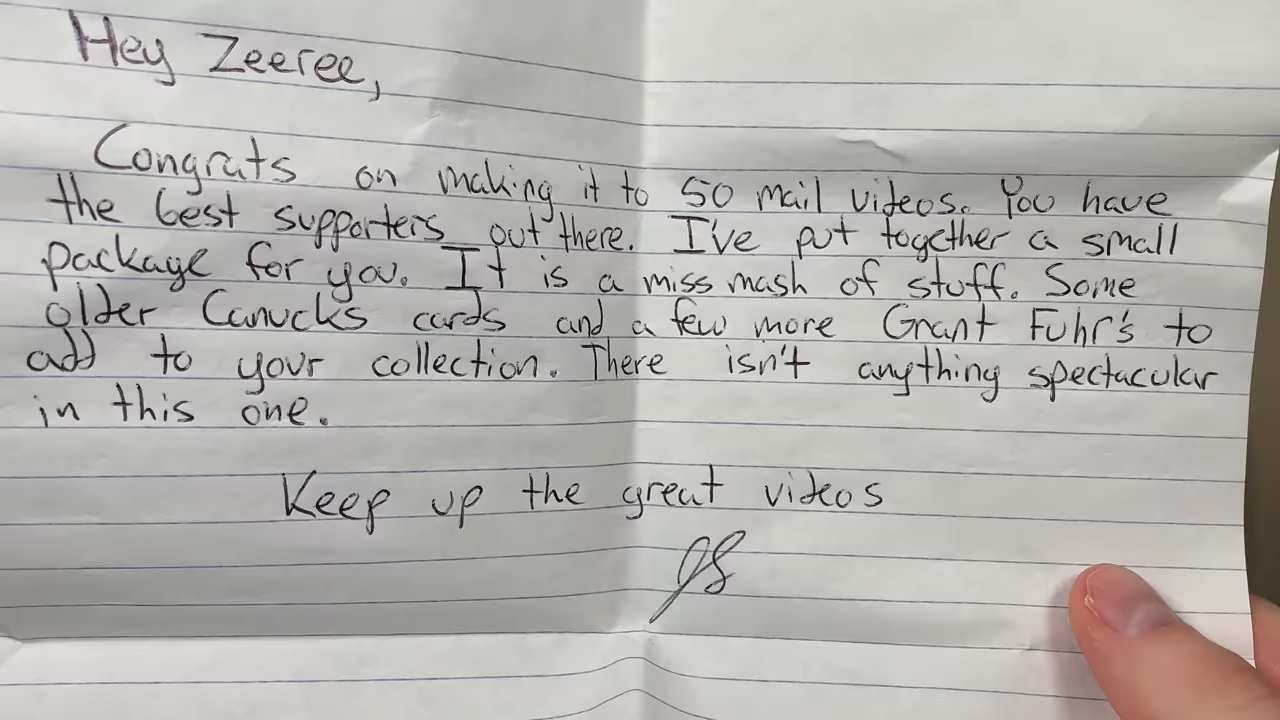 Hey Zeeree,
Congrats on making it to 50 mail videos. You have
the best supporters out there. I've put together a small
package for you. It is a miss mash of stuff. Some
older Canucks cards and a few more Grant Fuhr's to
add to your collection. There isn't anything spectacular
in this one.
Keep up the great videos
JS